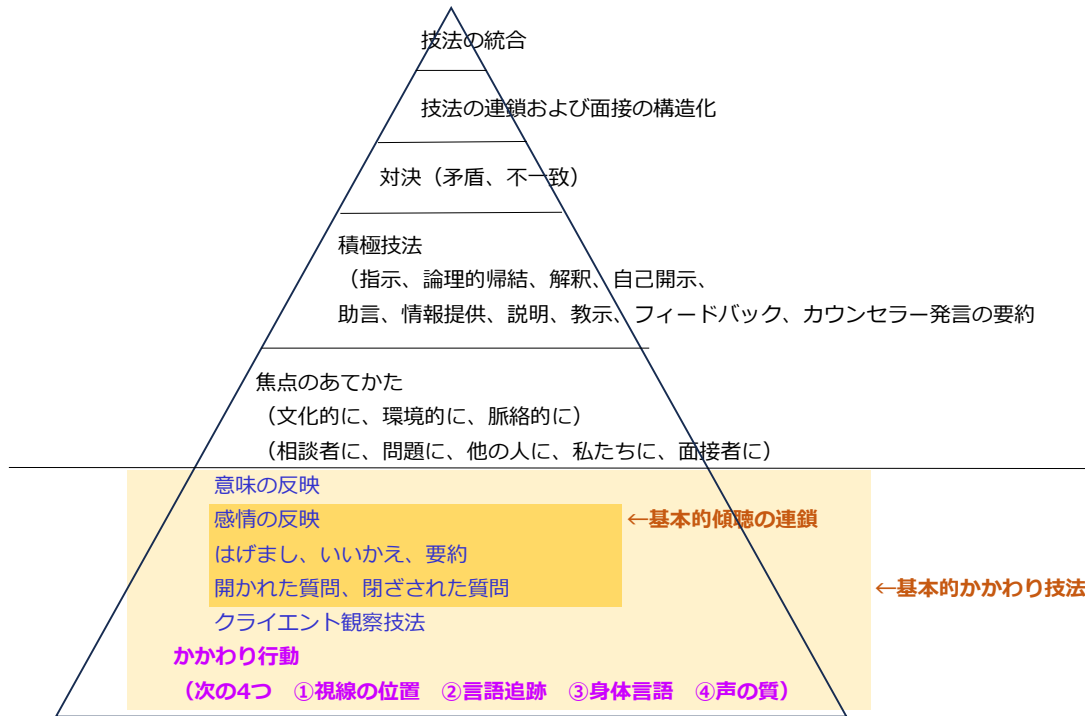 技法の統合
技法の連鎖および面接の構造化
対決（矛盾、不一致）
積極技法
（指示、論理的帰結、解釈、自己開示、
助言、情報提供、説明、教示、フィードバック、カウンセラー発言の要約
焦点のあてかた
（文化的に、環境的に、脈絡的に）
（相談者に、問題に、他の人に、私たちに、面接者に）
意味の反映
感情の反映
←基本的傾聴の連鎖
はげまし、いいかえ、要約
開かれた質問、閉ざされた質問
←基本的かかわり技法
クライエント観察技法
かかわり行動
（次の4つ　①視線の位置　②言語追跡　③身体言語　④声の質）